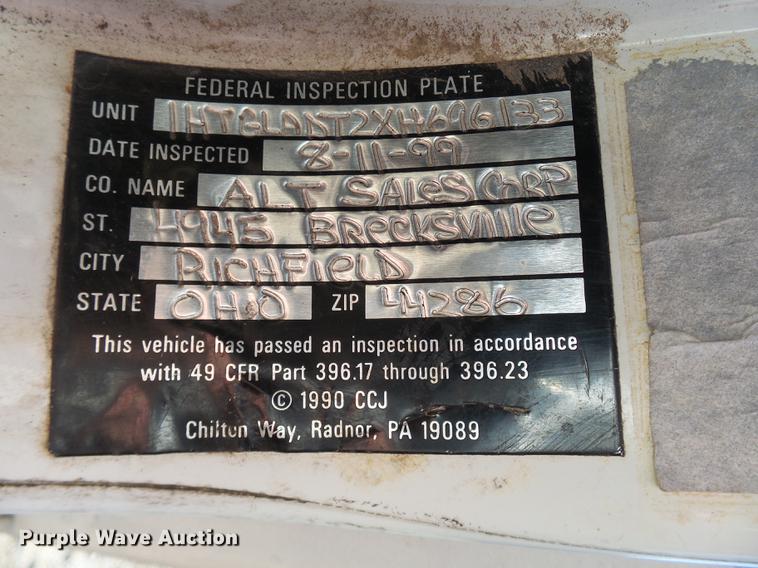 FEDERAL INSPECTION PLATE
UNIT 1HTGLADT2XH696133
DATE INSPECTED 8-11-99
CO. NAME ALT SALES CORP
ST. 4945 BRECKSVILLE
CITY RICHFIELD
STATE OHIO ZIP 44286
This vehicle has passed an inspection in accordance
with 49 CFR Part 396.17 through 396.23
© 1990 CCJ
Chilton Way, Radnor, PA 19089
Purple Wave Auction